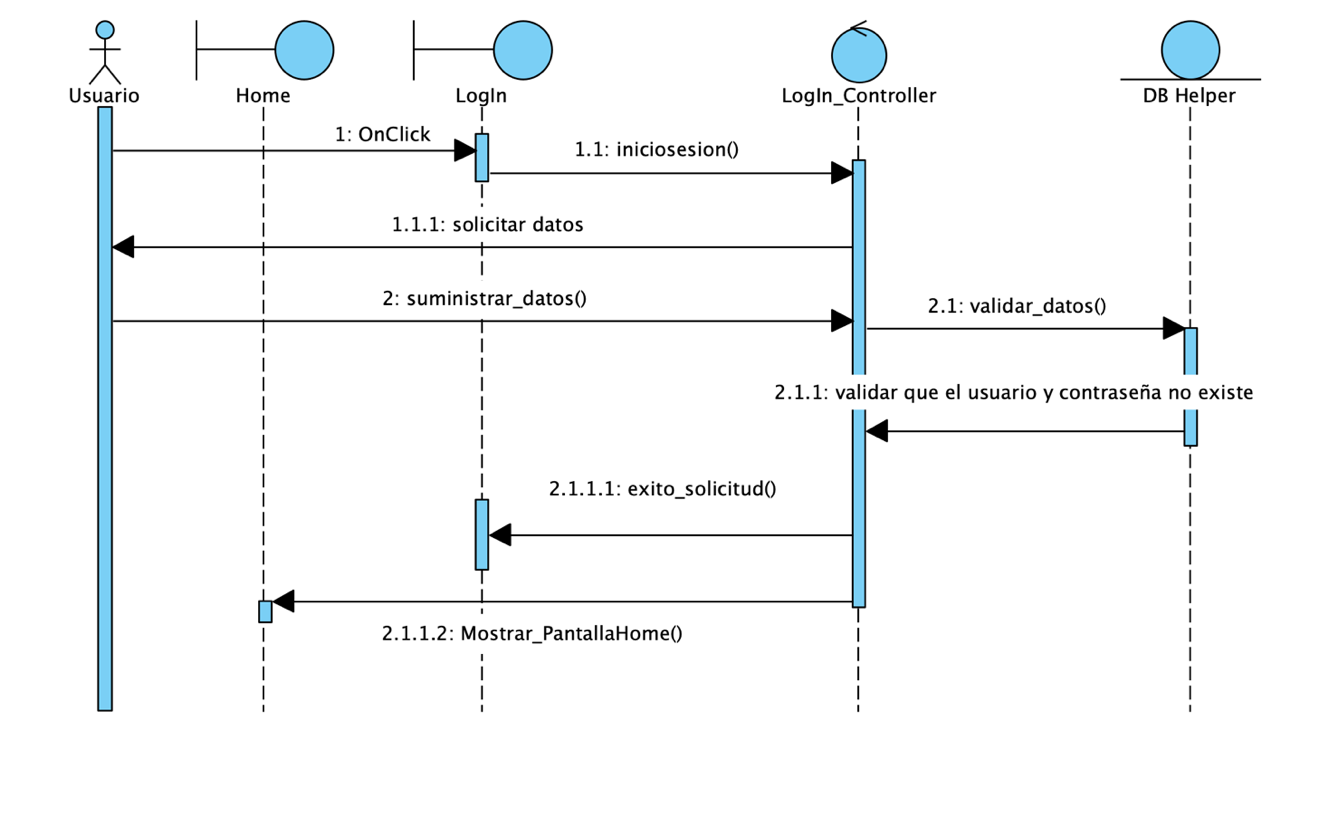 Usuario
Home
LogIn
LogIn_Controller
DB Helper
1: OnClick
1.1: iniciosesion()
1.1.1: solicitar datos
2: suministrar_datos()
2.1: validar_datos()
2.1.1: validar que el usuario y contraseña no existe
2.1.1.1: exito_solicitud()
2.1.1.2: Mostrar_PantallaHome()